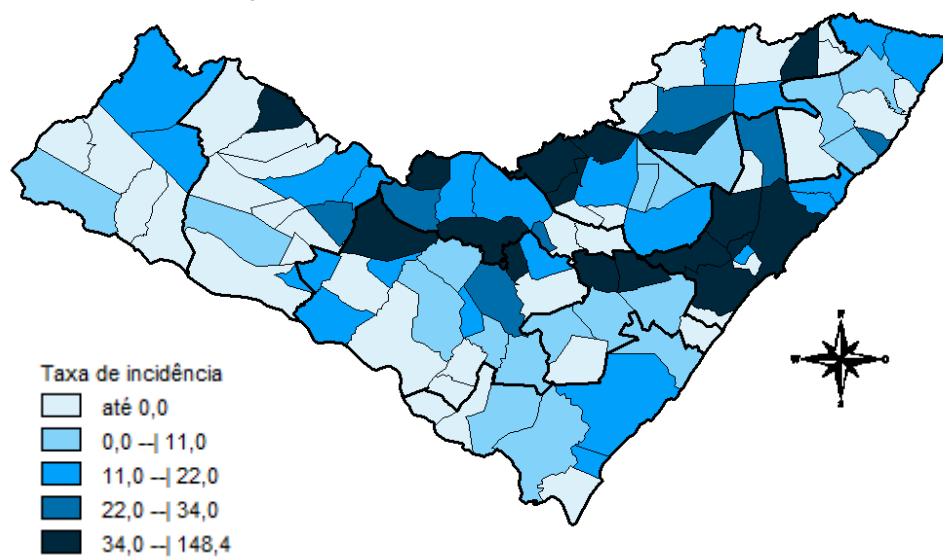 Taxa de incidência
até 0,0
0,0 --| 11,0
11,0 --| 22,0
22,0 --| 34,0
34,0 --| 148,4